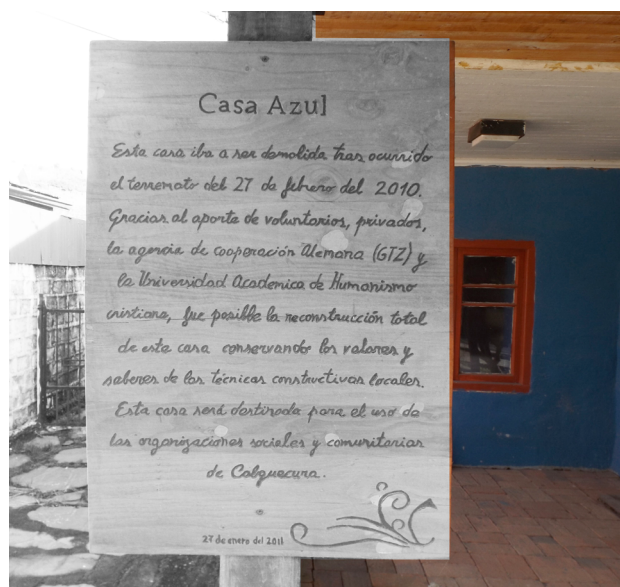 Casa Azul
Esta casa iba a ser demolida tras ocurrido
el terremoto del 27 de febrero del 2010.
Gracias al aporte de voluntarios, privados,
la agencia de cooperación Alemana (GTZ) y
la Universidad Academica de Humanismo
cristiano, fue posible la reconstrucción total
de esta casa conservando los valores y
saberes de las técnicas constructivas locales.
Esta casa será destinada para el uso de
las organizaciones sociales y comunitarias
de Cobquecura.
27 de enero del 2011